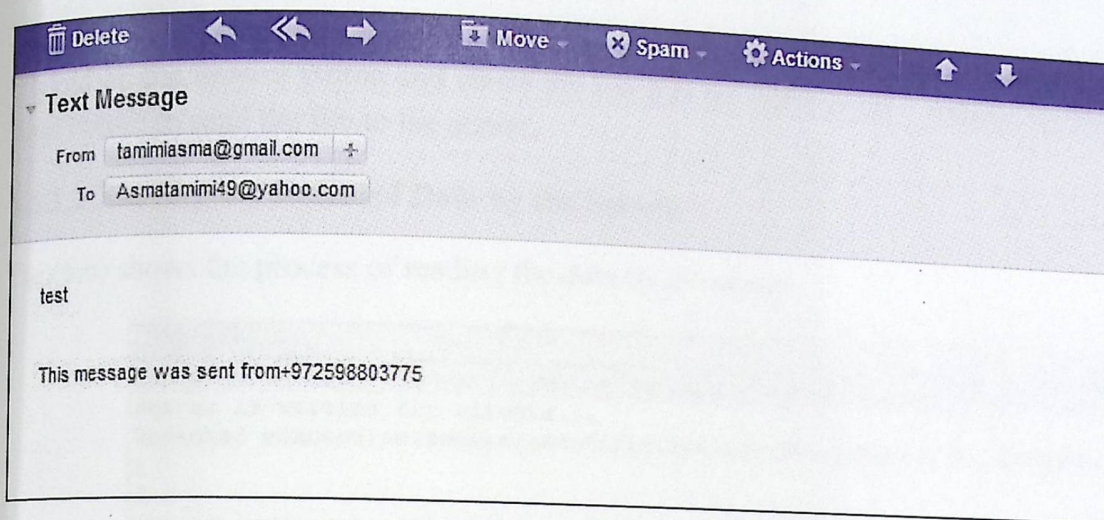 Delete Move Spam Actions
Text Message
From tamimiasma@gmail.com +
To Asmatamimi49@yahoo.com
test
This message was sent from+972598803775